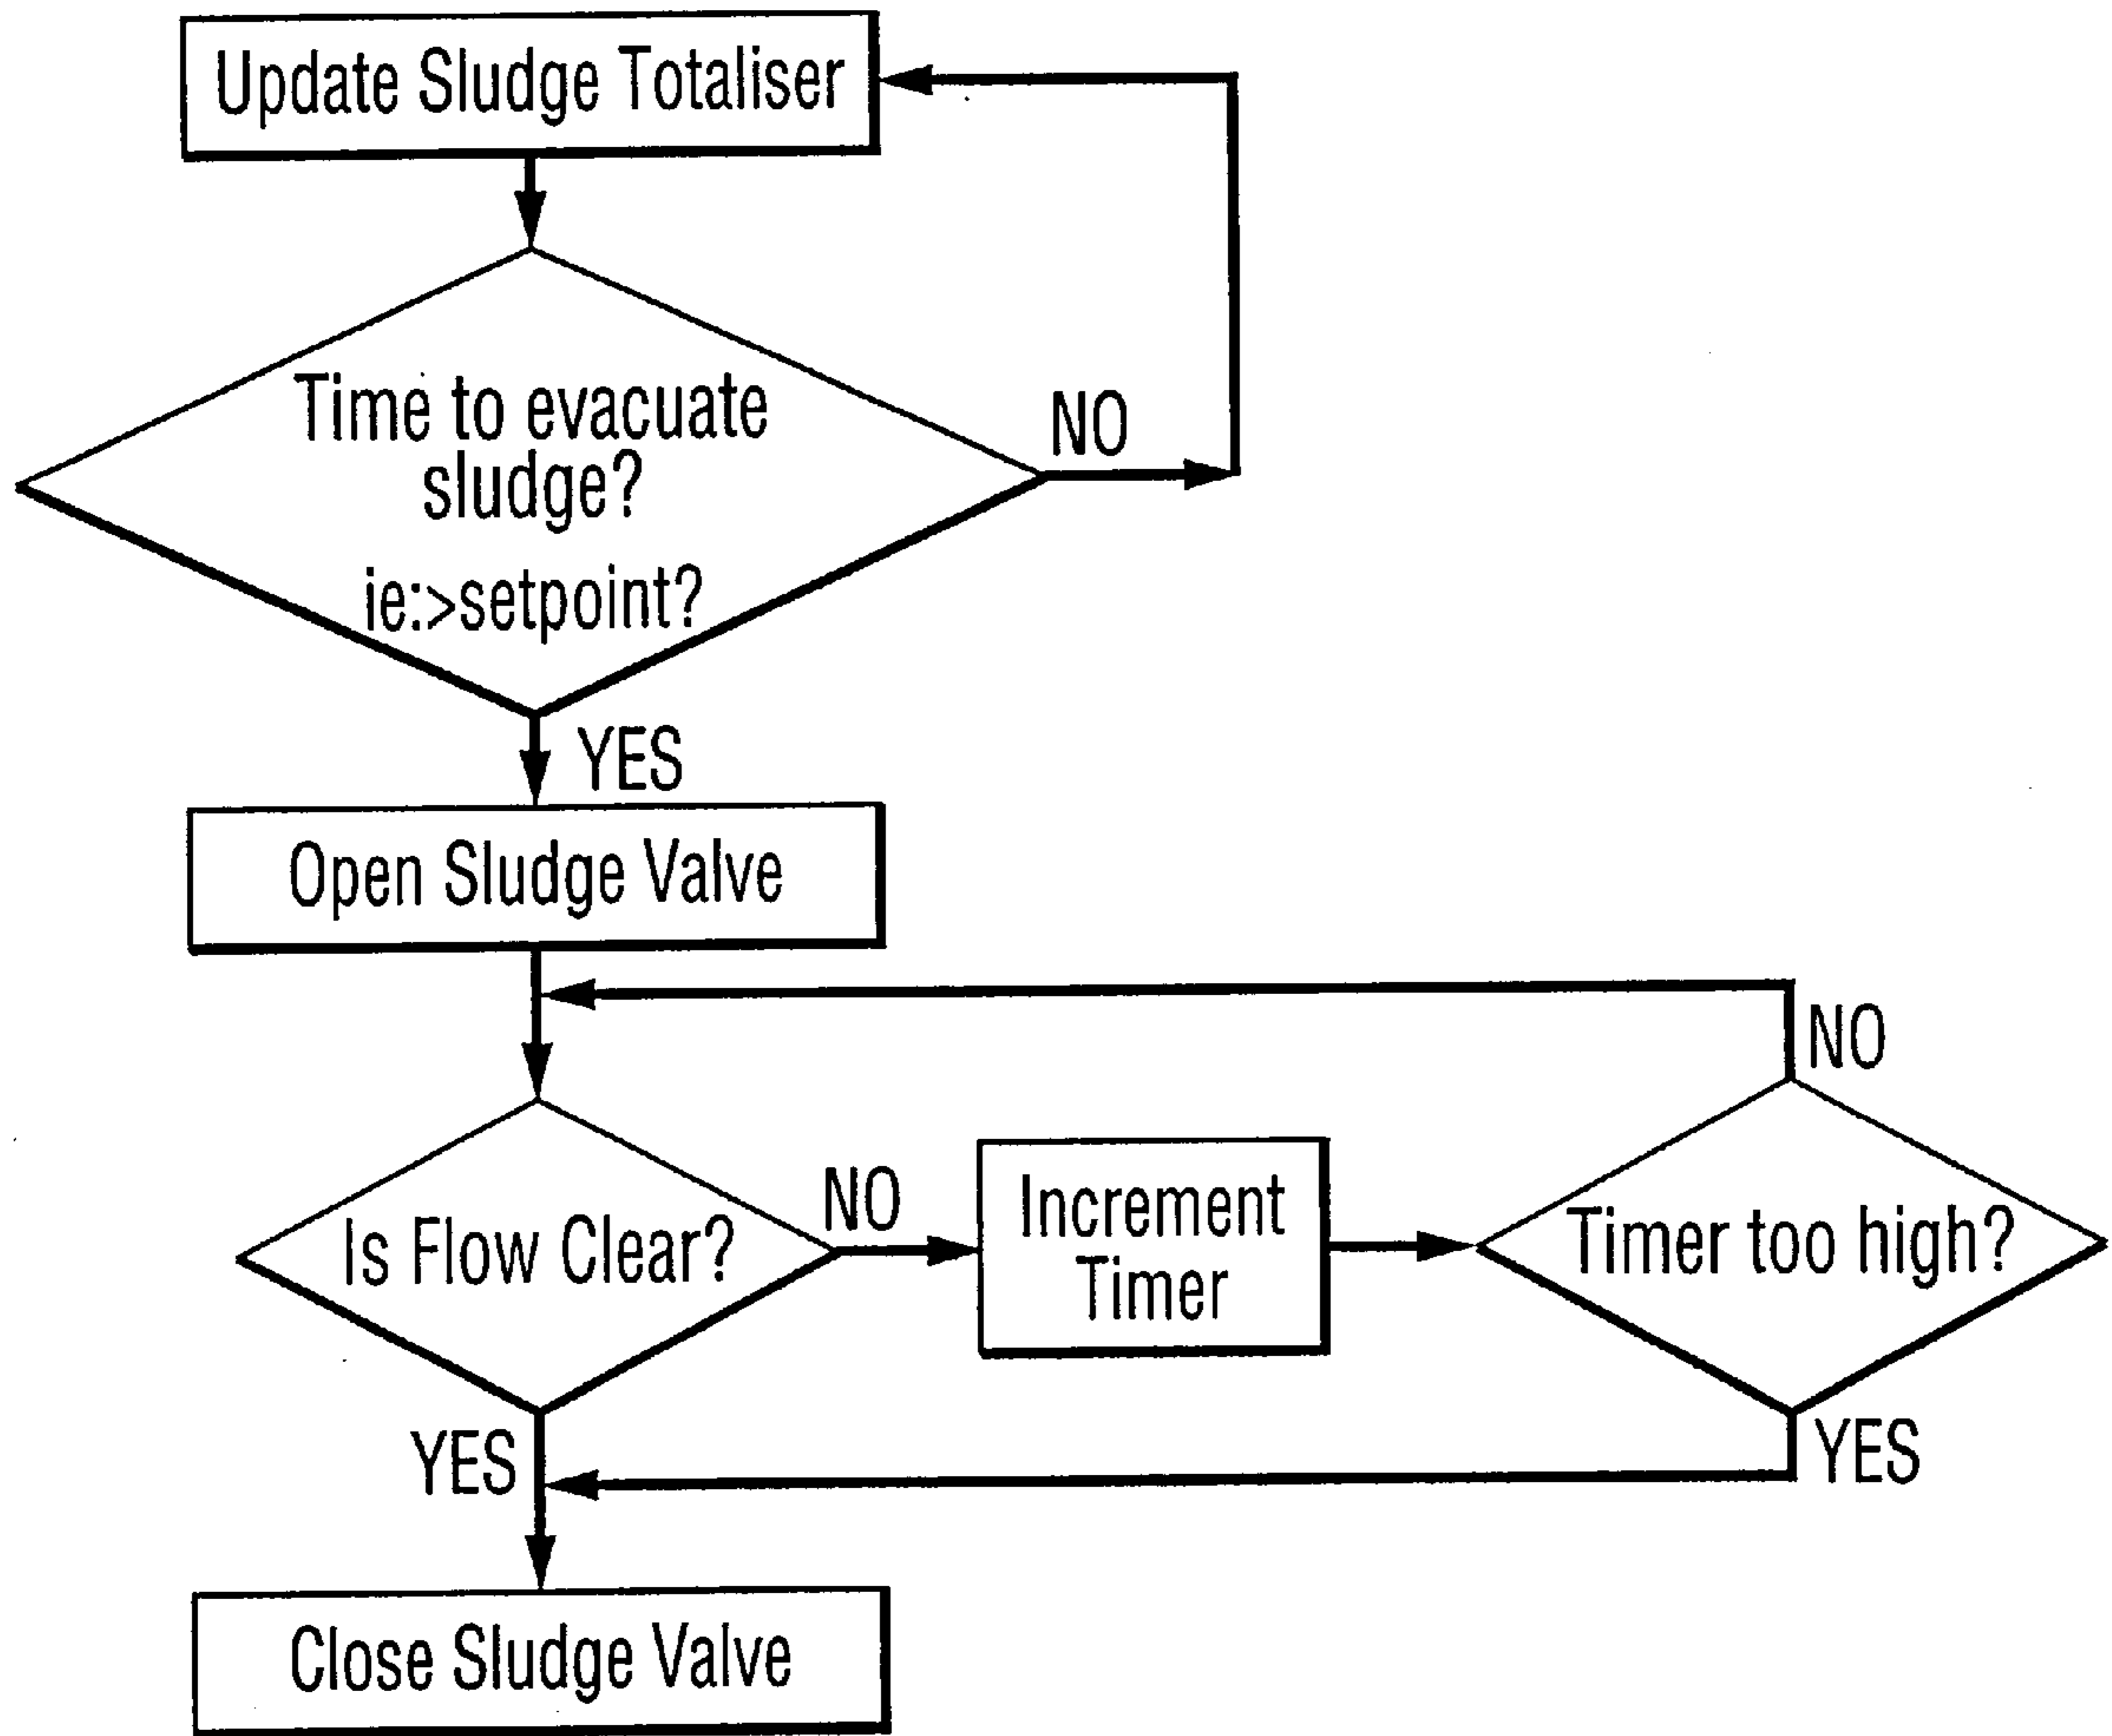 Update Sludge Totaliser
Time to evacuate
sludge?
ie:>setpoint?
NO
YES
Open Sludge Valve
NO
Is Flow Clear?
NO
Increment
Timer
Timer too high?
YES
YES
Close Sludge Valve